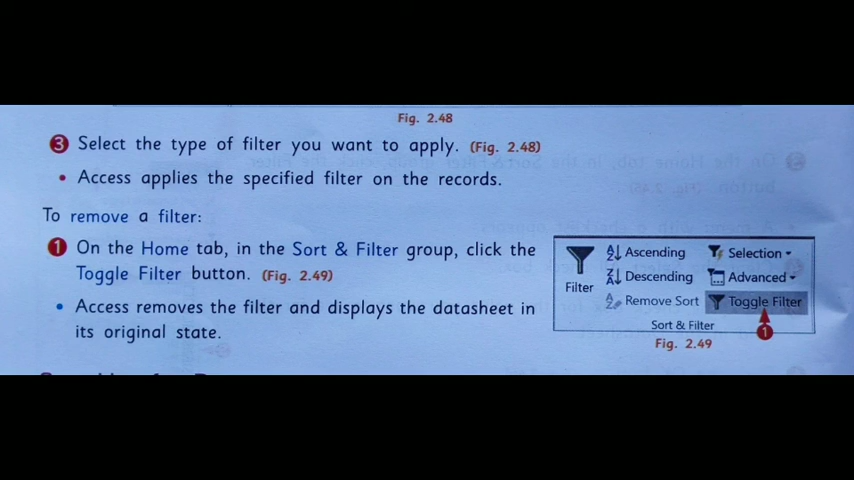 Fig. 2.48
3 Select the type of filter you want to apply. (Fig. 2.48)
• Access applies the specified filter on the records.
To remove a filter:
1 On the Home tab, in the Sort & Filter group, click the
Toggle Filter button. (Fig. 2.49)
• Access removes the filter and displays the datasheet in
its original state.
Filter
Ascending
Descending
Remove Sort
Selection
Advanced
Toggle Filter
Sort & Filter
1
Fig. 2.49